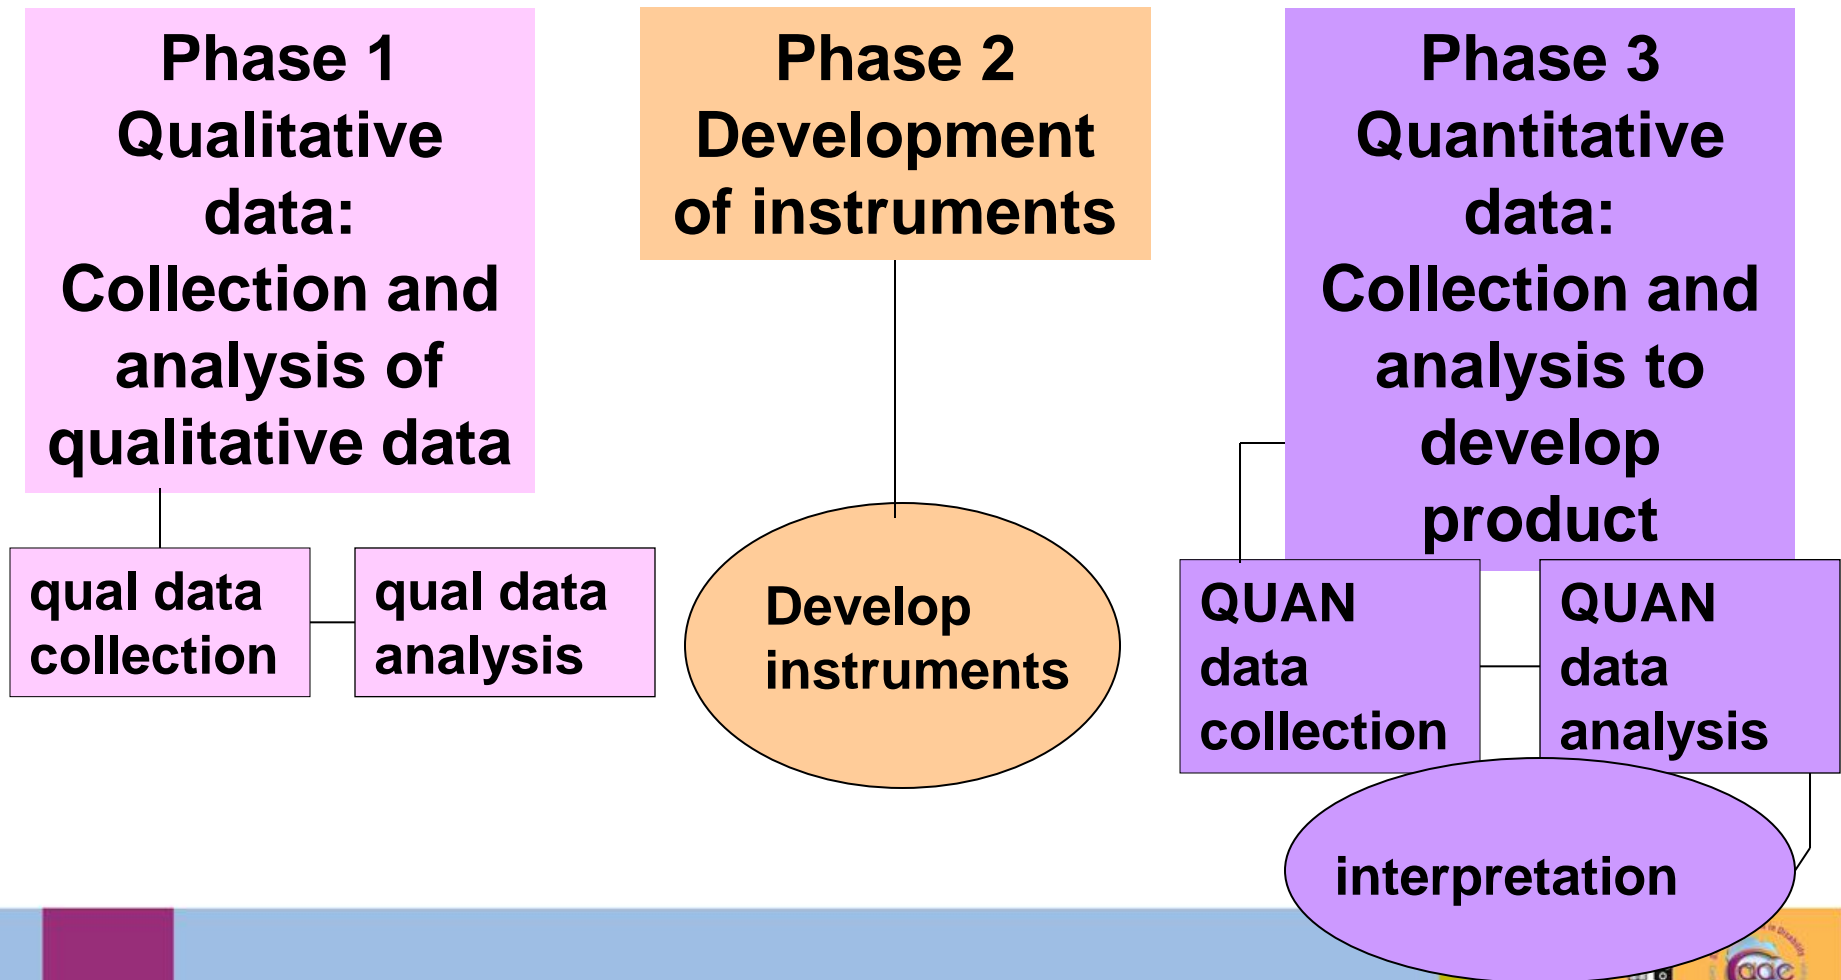 Phase 1
Qualitative
data:
Collection and
analysis of
qualitative data
qual data
collection
qual data
analysis
Phase 2
Development
of instruments
Develop
instruments
Phase 3
Quantitative
data:
Collection and
analysis to
develop
product
QUAN
data
collection
QUAN
data
analysis
interpretation
in Disability